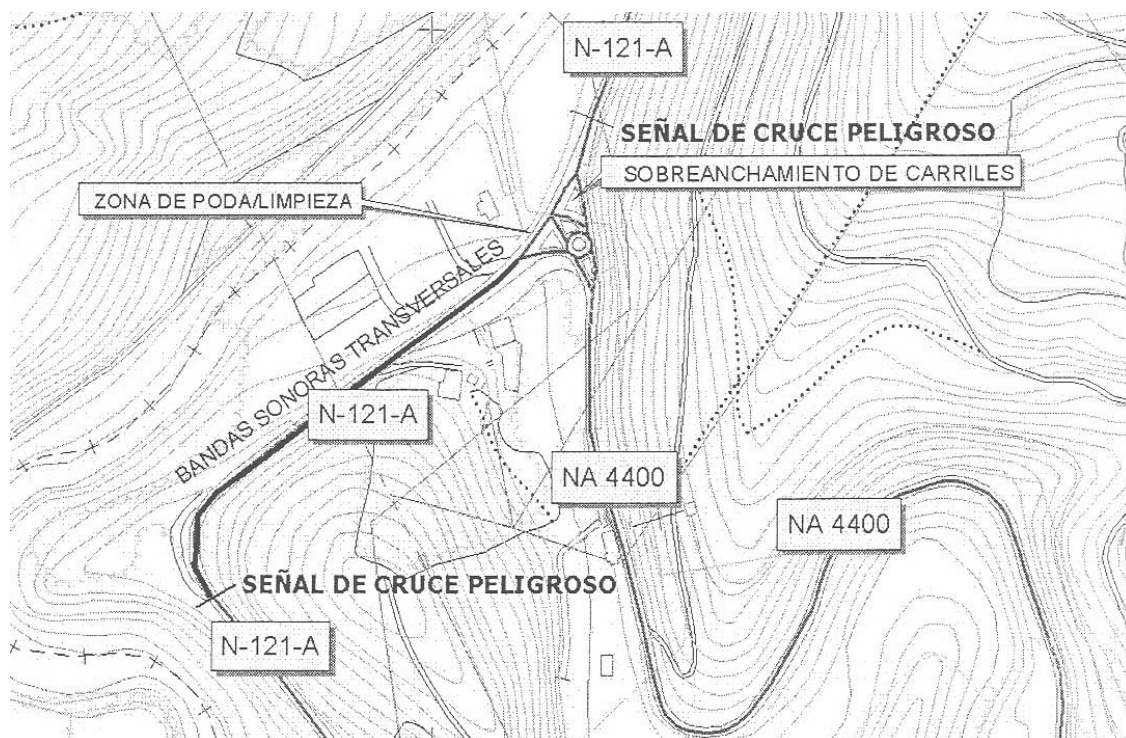 N-121-A
SEÑAL DE CRUCE PELIGROSO
SOBREANCHAMIENTO DE CARRILES
ZONA DE PODA/LIMPIEZA
BANDAS SONORAS TRANSVERSALES
N-121-A
NA 4400
NA 4400
SEÑAL DE CRUCE PELIGROSO
N-121-A